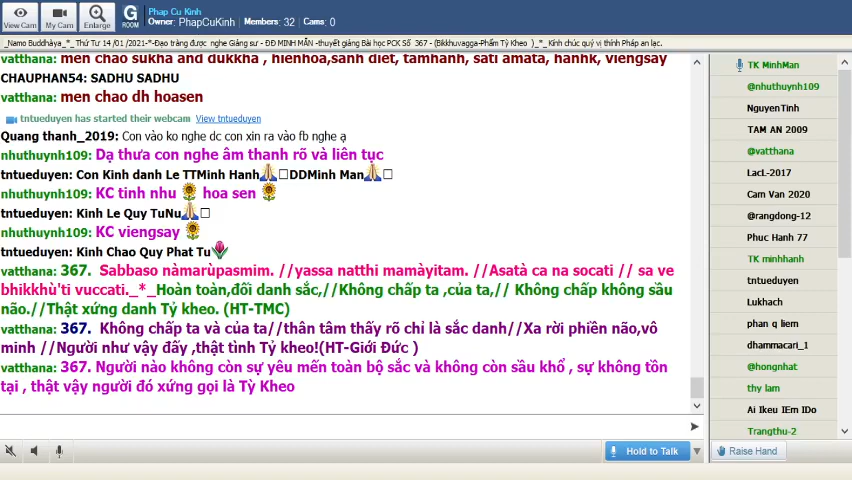 Phap Cu Kinh
Owner: PhapCuKinh Members: 32 Cams: 0
View Cam
My Cam
Enlarge
G
ROOM
_Namo Buddhàya_*_ Thứ Tư 14 /01 /2021-*-Đạo tràng được nghe Giảng sư - ĐĐ MINH MẪN -thuyết giảng Bài học PCK Số 367 - (Bikkhuvagga-Phẩm Tỳ Kheo )_*_Kính chúc quý vị thính Pháp an lạc.
vatthana: men chao sukha and dukkha , hienhoa,sanh diet, tamhanh, sati amata, hanhk, viengsay
CHAUPHAN54: SADHU SADHU
vatthana: men chao dh hoasen
tntueduyen has started their webcam View tntueduyen
Quang thanh_2019: Con vào ko nghe dc con xin ra vào fb nghe ạ
nhuthuynh109: Dạ thưa con nghe âm thanh rõ và liên tục
tntueduyen: Con Kinh danh Le TTMinh Hanh🙏□DDMinh Man🙏□
nhuthuynh109: KC tinh nhu 🌻 hoa sen 🌻
tntueduyen: Kinh Le Quy TuNu🙏□
nhuthuynh109: KC viengsay 🌻
tntueduyen: Kinh Chao Quy Phat Tu🌷
vatthana: 367. Sabbaso nàmarùpasmim. //yassa natthi mamàyitam. //Asatà ca na socati // sa ve
bhikkhù'ti vuccati._*_Hoàn toàn,đối danh sắc,//Không chấp ta ,của ta,// Không chấp không sầu
não.//Thật xứng danh Tỷ kheo. (HT-TMC)
vatthana: 367. Không chấp ta và của ta//thân tâm thấy rõ chỉ là sắc danh//Xa rời phiền não,vô
minh //Người như vậy đấy ,thật tình Tỷ kheo!(HT-Giới Đức )
vatthana: 367. Người nào không còn sự yêu mến toàn bộ sắc và không còn sầu khổ , sự không tồn
tại , thật vậy người đó xứng gọi là Tỳ Kheo
Hold to Talk
TK MinhMan
@nhuthuynh109
NguyenTinh
TAM AN 2009
@vatthana
LacL-2017
Cam Van 2020
@rangdong-12
Phuc Hanh 77
TK minhhanh
tntueduyen
Lukhach
phan q liem
dhammacari_1
@hongnhat
thy lam
Ai Ikeu IEm IDo
Trangthu-2
Raise Hand